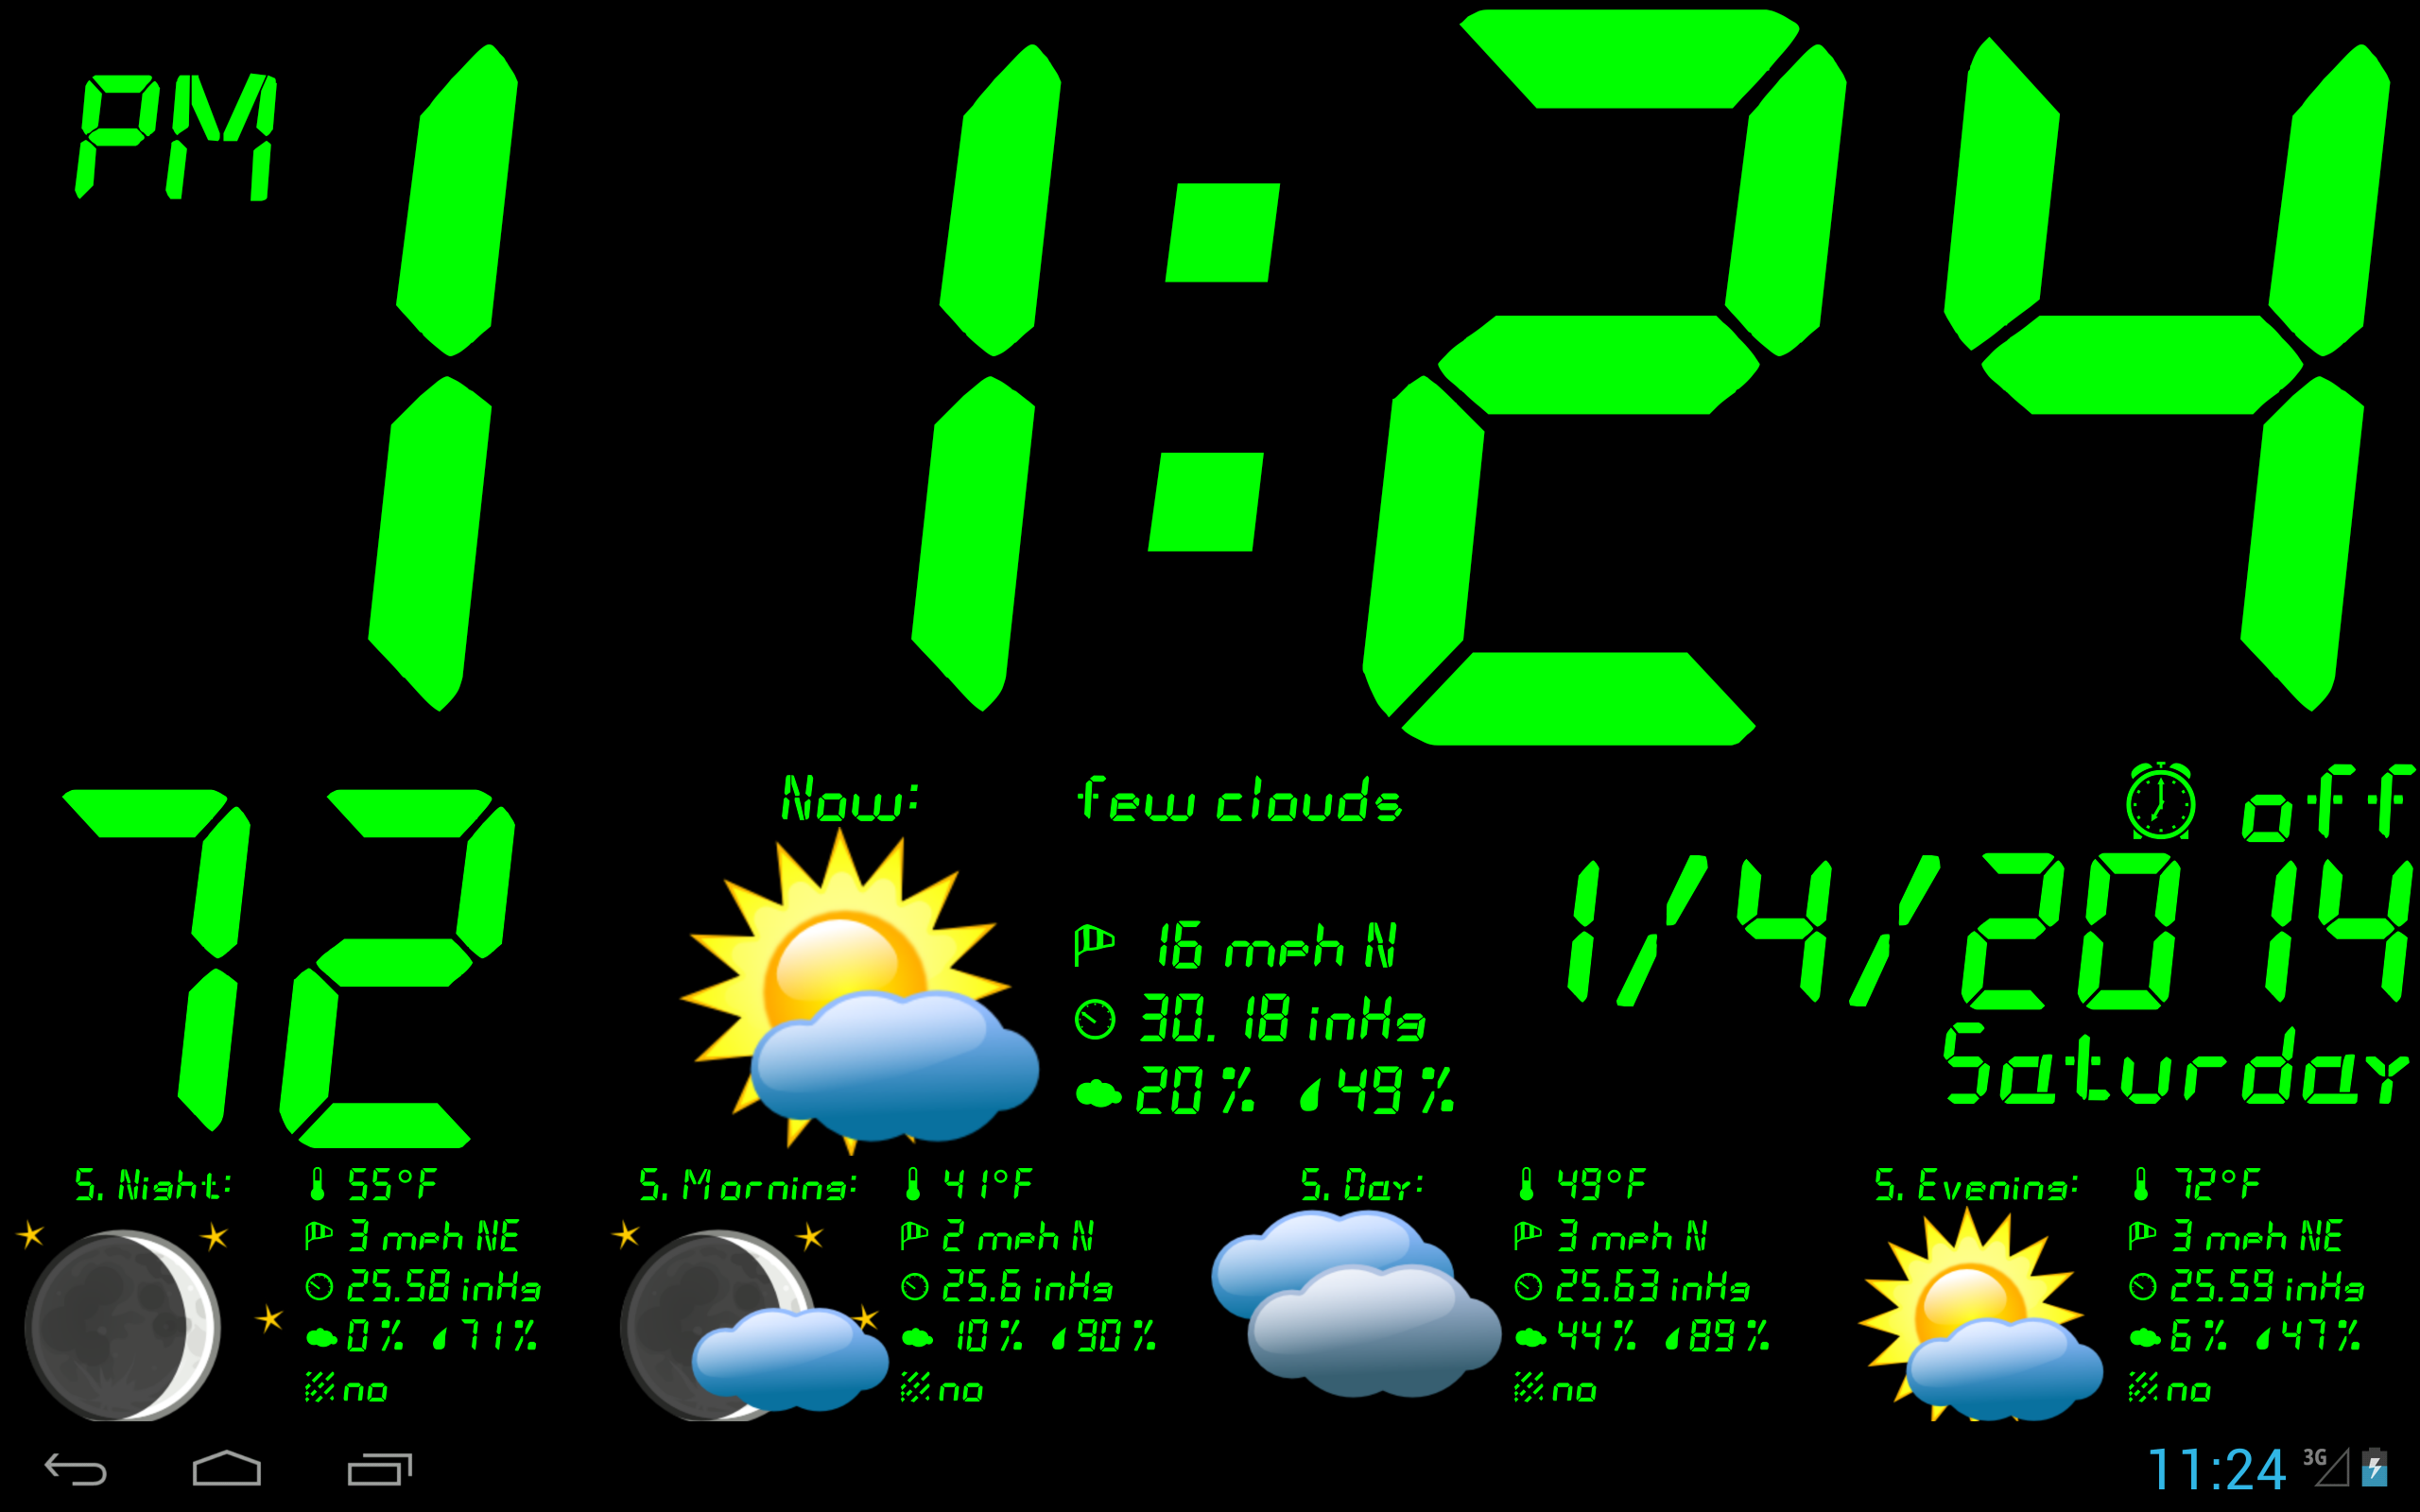 PM 11:24
72
Now: few clouds
16 mph N
30.18 inHg
20% 49%
off
1/4/2014
Saturday
S. Night: 55°F
3 mph NE
25.58 inHg
0% 71%
no
S. Morning: 41°F
2 mph N
25.6 inHg
10% 90%
no
S. Day: 49°F
3 mph N
25.63 inHg
44% 89%
no
S. Evening: 72°F
3 mph NE
25.59 inHg
6% 47%
no
11:24 3G